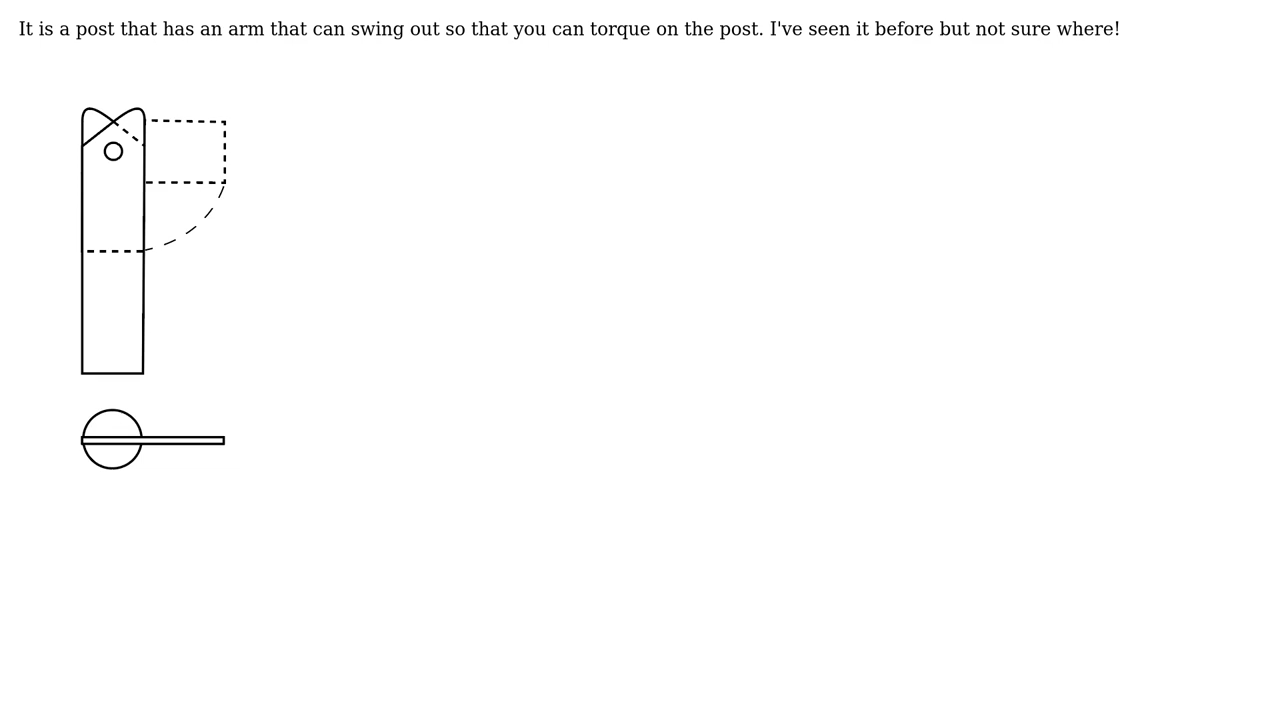 It is a post that has an arm that can swing out so that you can torque on the post. I've seen it before but not sure where!